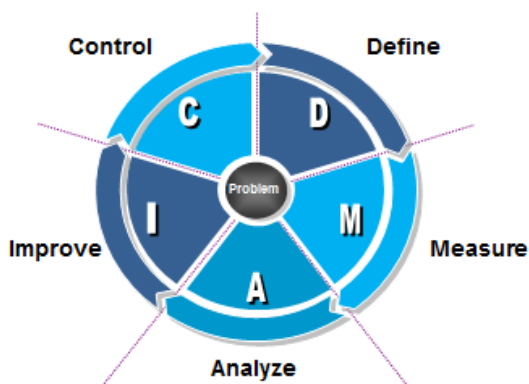 Control
Define
C
D
Problem
I
M
Improve
Measure
A
Analyze